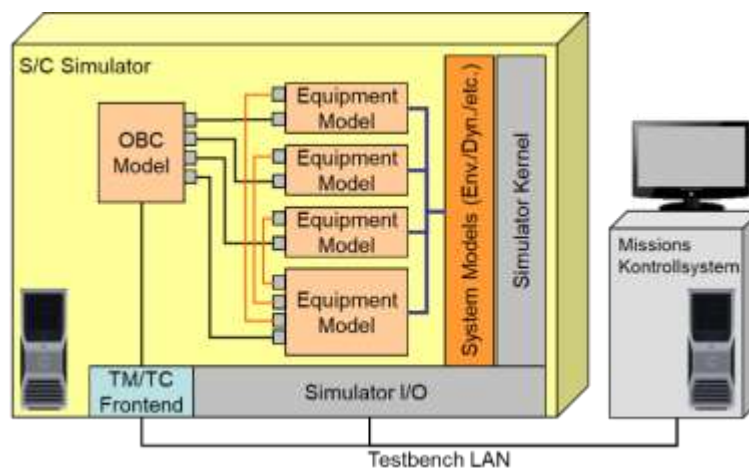 S/C Simulator
OBC
Model
Equipment
Model
Equipment
Model
Equipment
Model
Equipment
Model
System Models (Env./Dyn./etc.)
Simulator Kernel
Missions
Kontrollsystem
TM/TC
Frontend
Simulator I/O
Testbench LAN